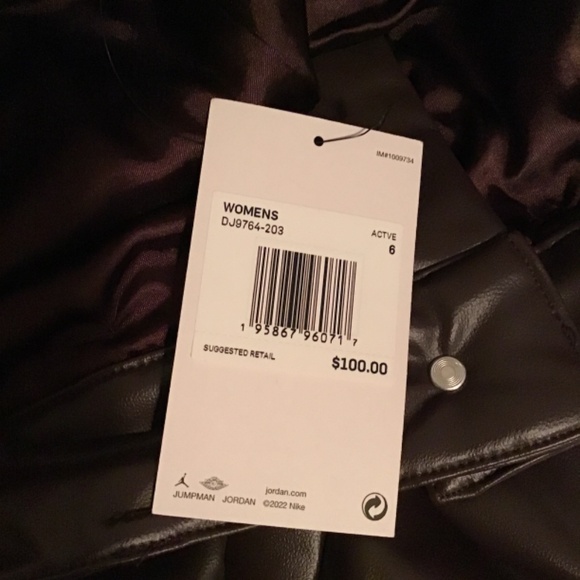 IM#1009734
WOMENS
DJ9764-203
ACTVE
6
1 95867 96071 7
SUGGESTED RETAIL
$100.00
jordan.com
JUMPMAN JORDAN ©2022 Nike